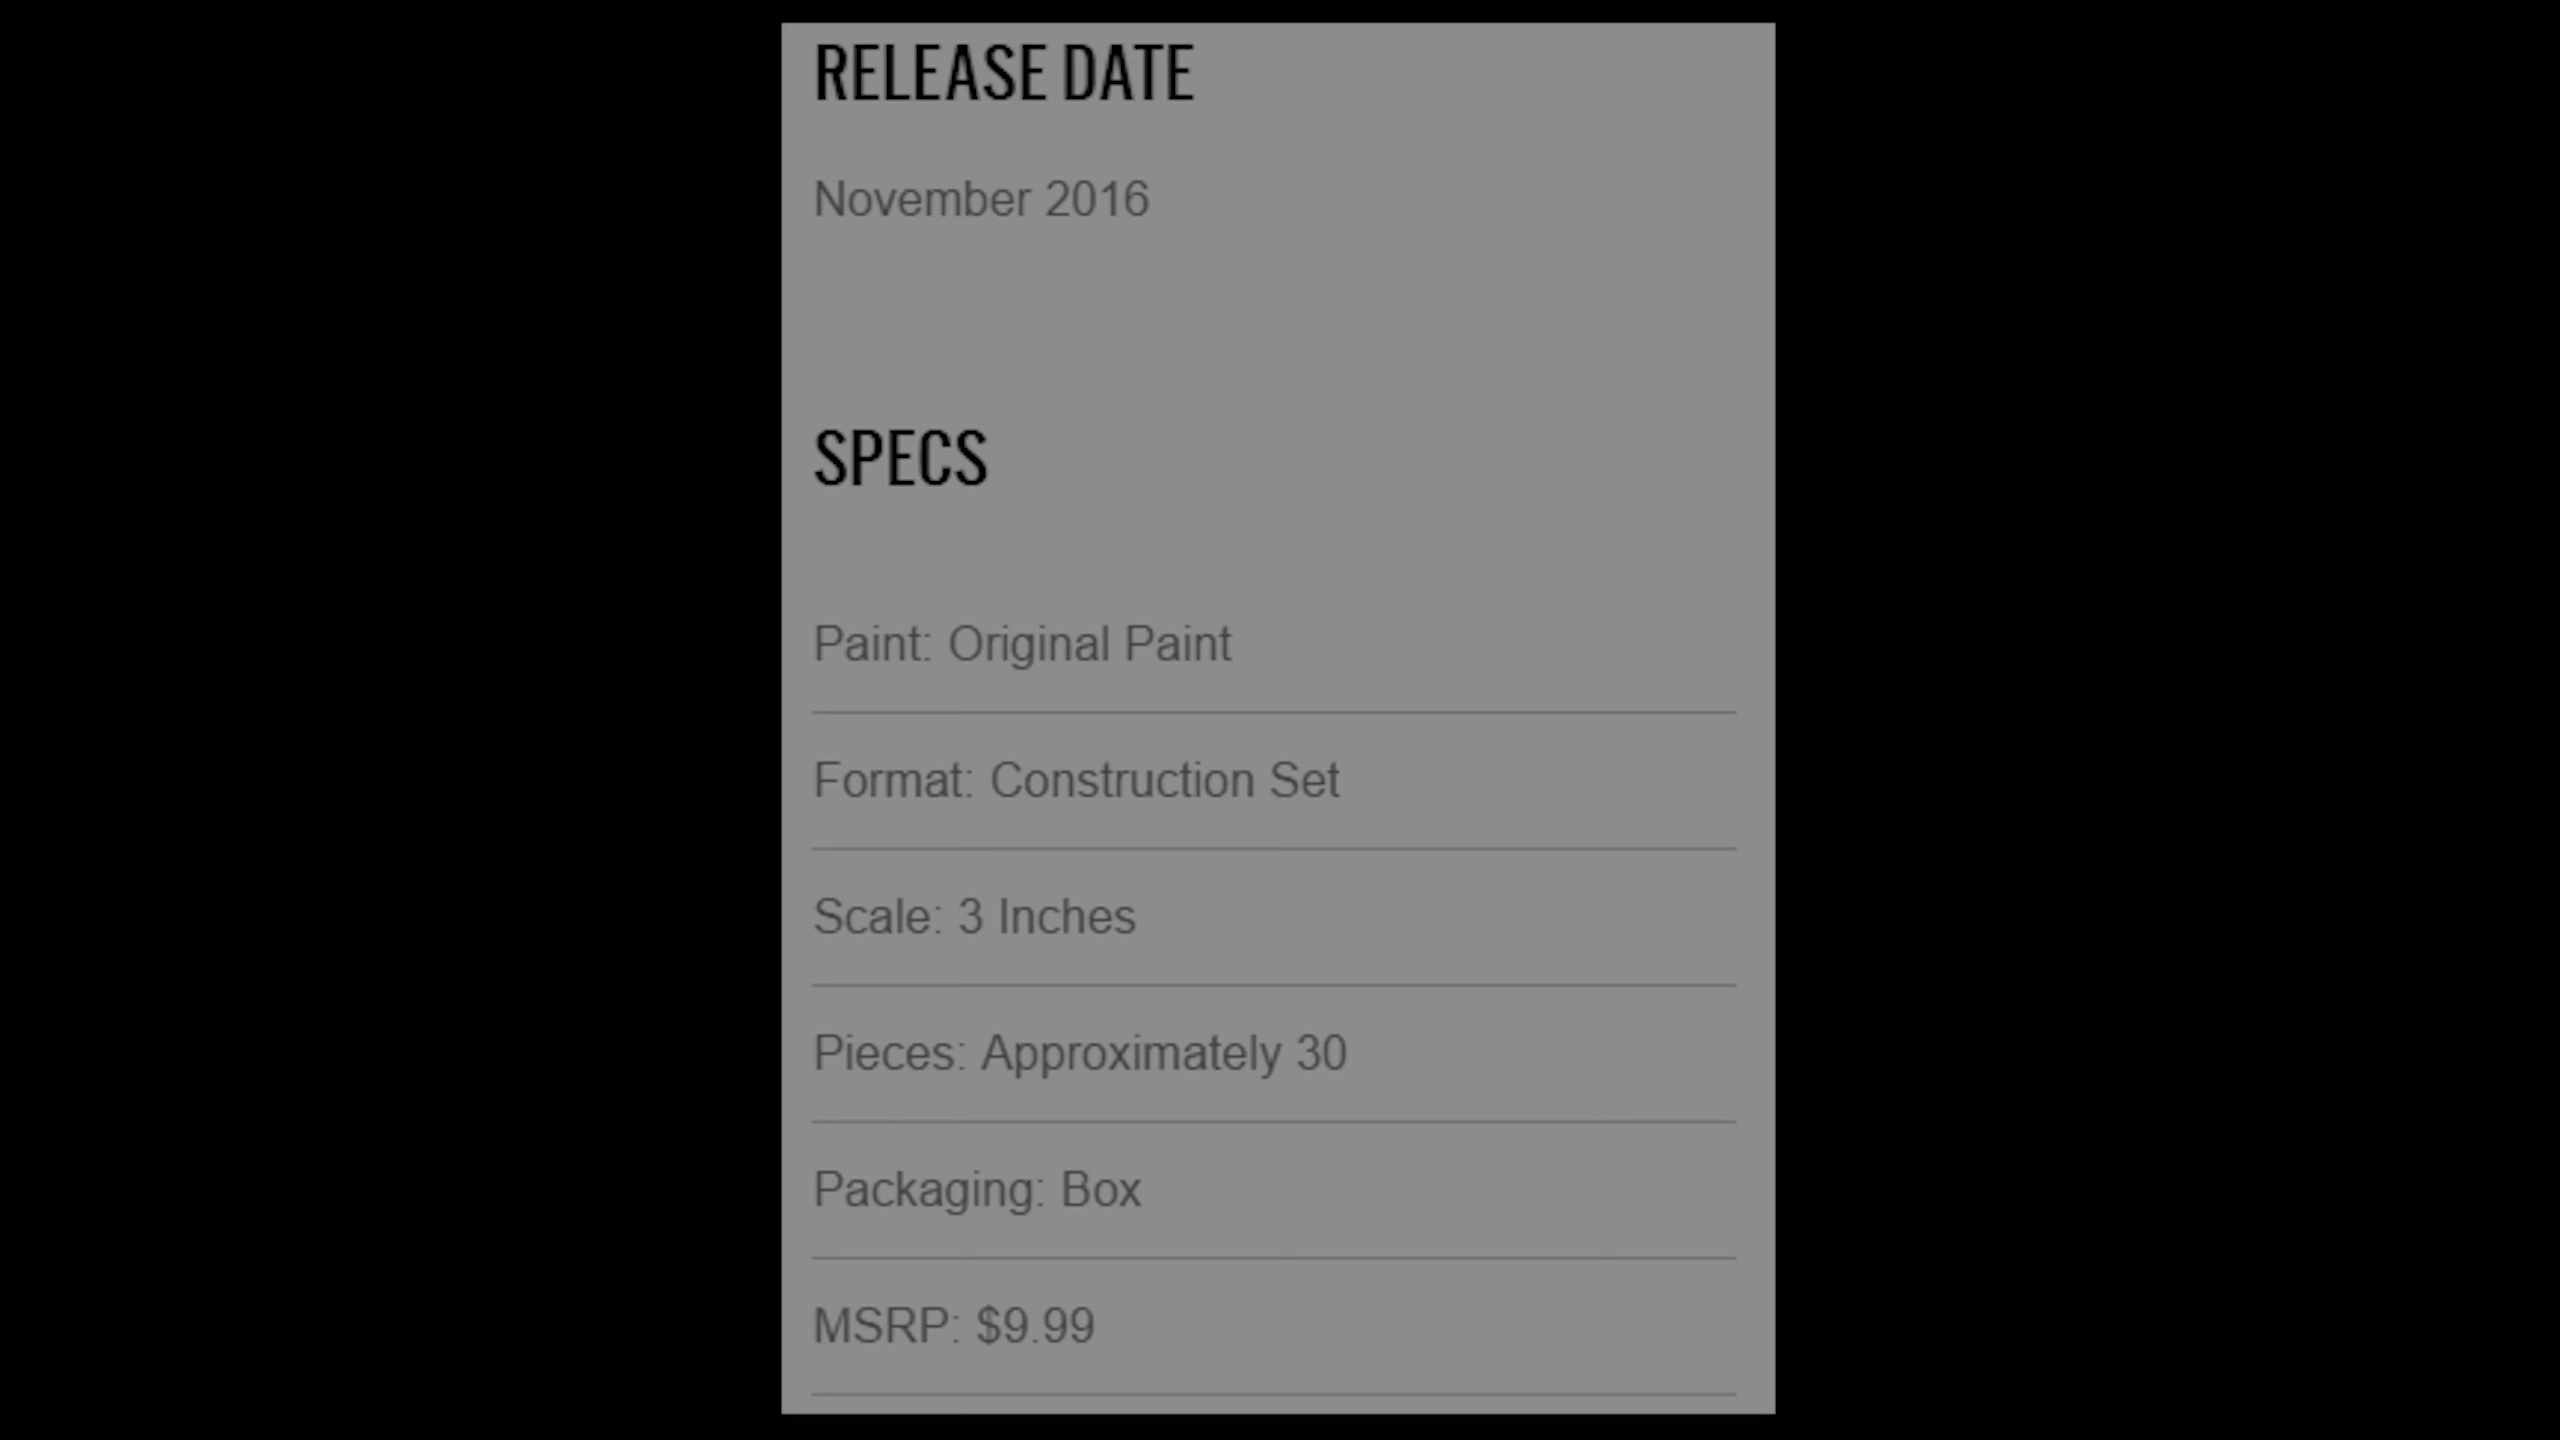 RELEASE DATE
November 2016
SPECS
Paint: Original Paint
Format: Construction Set
Scale: 3 Inches
Pieces: Approximately 30
Packaging: Box
MSRP: $9.99